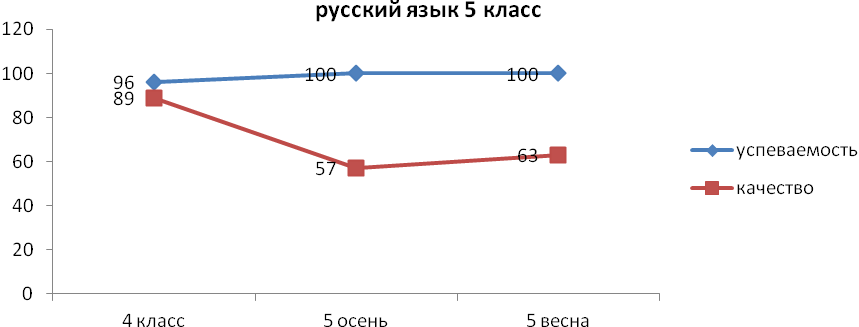 русский язык 5 класс
120
100
80
60
40
20
0
96
100
100
89
57
63
4 класс
5 осень
5 весна
успеваемость
качество